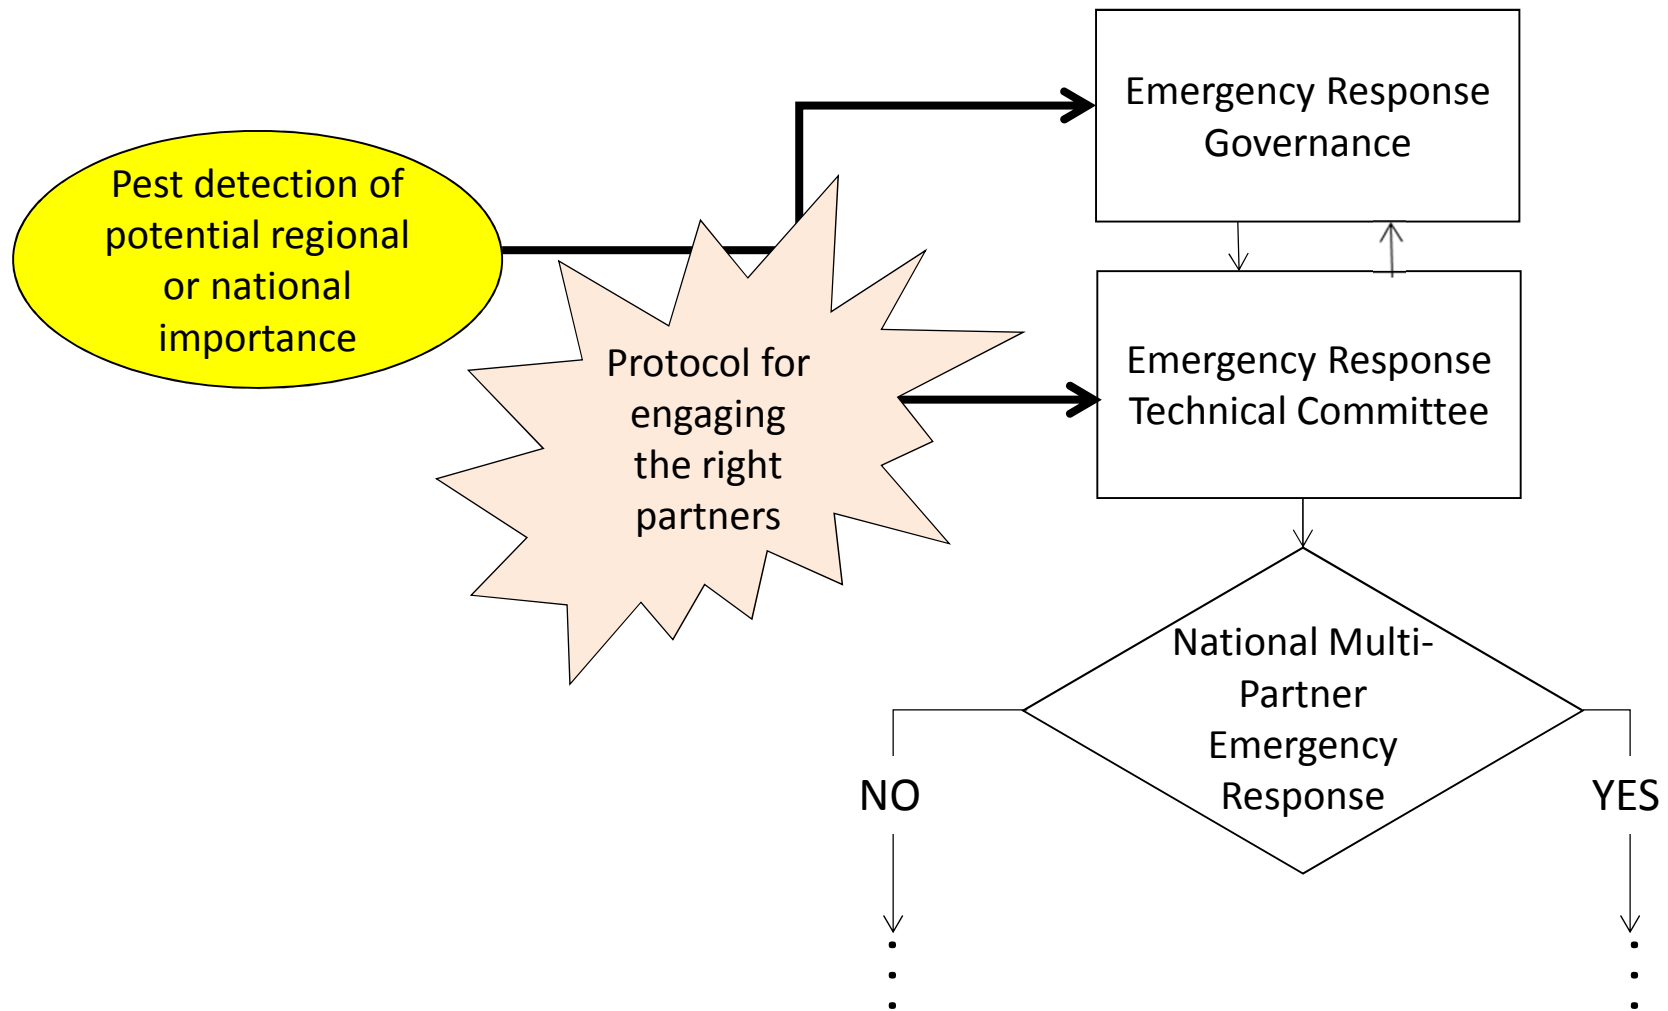 Pest detection of
potential regional
or national
importance
Protocol for
engaging
the right
partners
Emergency Response
Governance
Emergency Response
Technical Committee
National Multi-
Partner
Emergency
Response
NO
YES